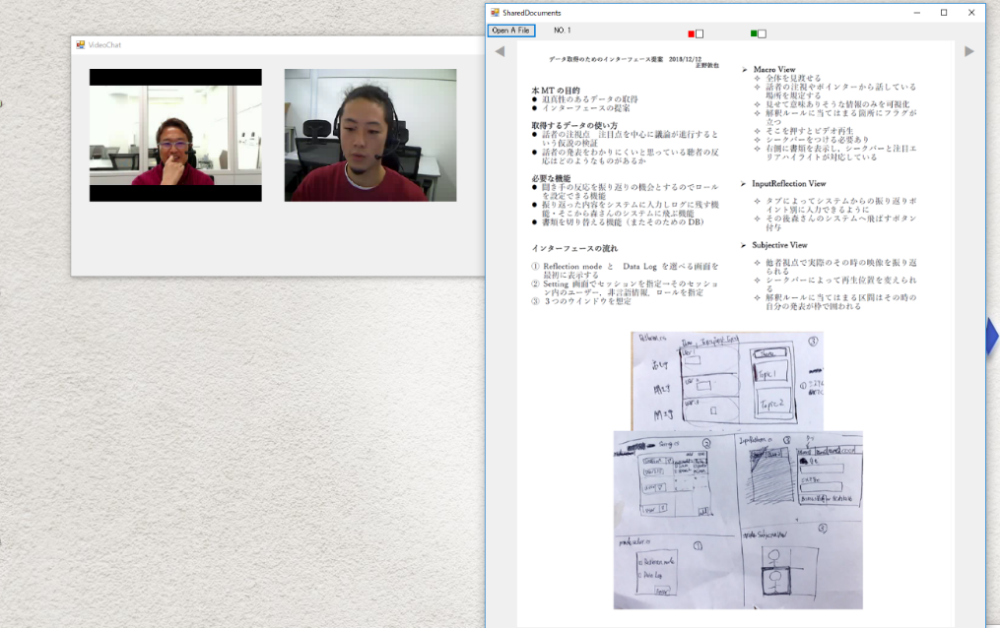 VideoChat
SharedDocuments
Open A File
NO. 1
データ取得のためのインターフェース提案 2018/12/12
正野敦也
本 MT の目的
● 迫真性のあるデータの取得
● インターフェースの提案
取得するデータの使い方
● 話者の注視点 注目点を中心に議論が進行すると
いう仮説の検証
● 話者の発表をわかりにくいと思っている聴者の反
応はどのようなものがあるか
必要な機能
● 聞き手の反応を振り返りの機会とするのでロール
を設定できる機能
● 振り返った内容をシステムに入力しログに残す機
能・そこから森さんのシステムに飛ぶ機能
● 書類を切り替える機能（またそのための DB）
インターフェースの流れ
① Reflection mode と Data Log を選べる画面を
最初に表示する
② Setting 画面でセッションを指定→そのセッショ
ン内のユーザー、非言語情報、ロールを指定
③ 3 つのウインドウを想定
➢ Macro View
✧ 全体を見渡せる
✧ 話者の注視やポインターから話している
場所を規定する
✧ 見せて意味ありそうな情報のみを可視化
✧ 解釈ルールに当てはまる箇所にフラグが
立つ
✧ そこを押すとビデオ再生
✧ シークバーをつける必要あり
✧ 右側に書類を表示し、シークバーと注目エ
リアハイライトが対応している
➢ InputReflection View
✧ タブによってシステムからの振り返りポ
イント別に入力できるように
✧ その後森さんのシステムへ飛ばすボタン
付与
➢ Subjective View
✧ 他者視点で実際のその時の映像を振り返
られる
✧ シークバーによって再生位置を変えられ
る
✧ 解釈ルールに当てはまる区間はその時の
自分の発表が枠で囲われる
③
Topic 1
Topic 2
②
③
①
Reflection mode
Data Log
③